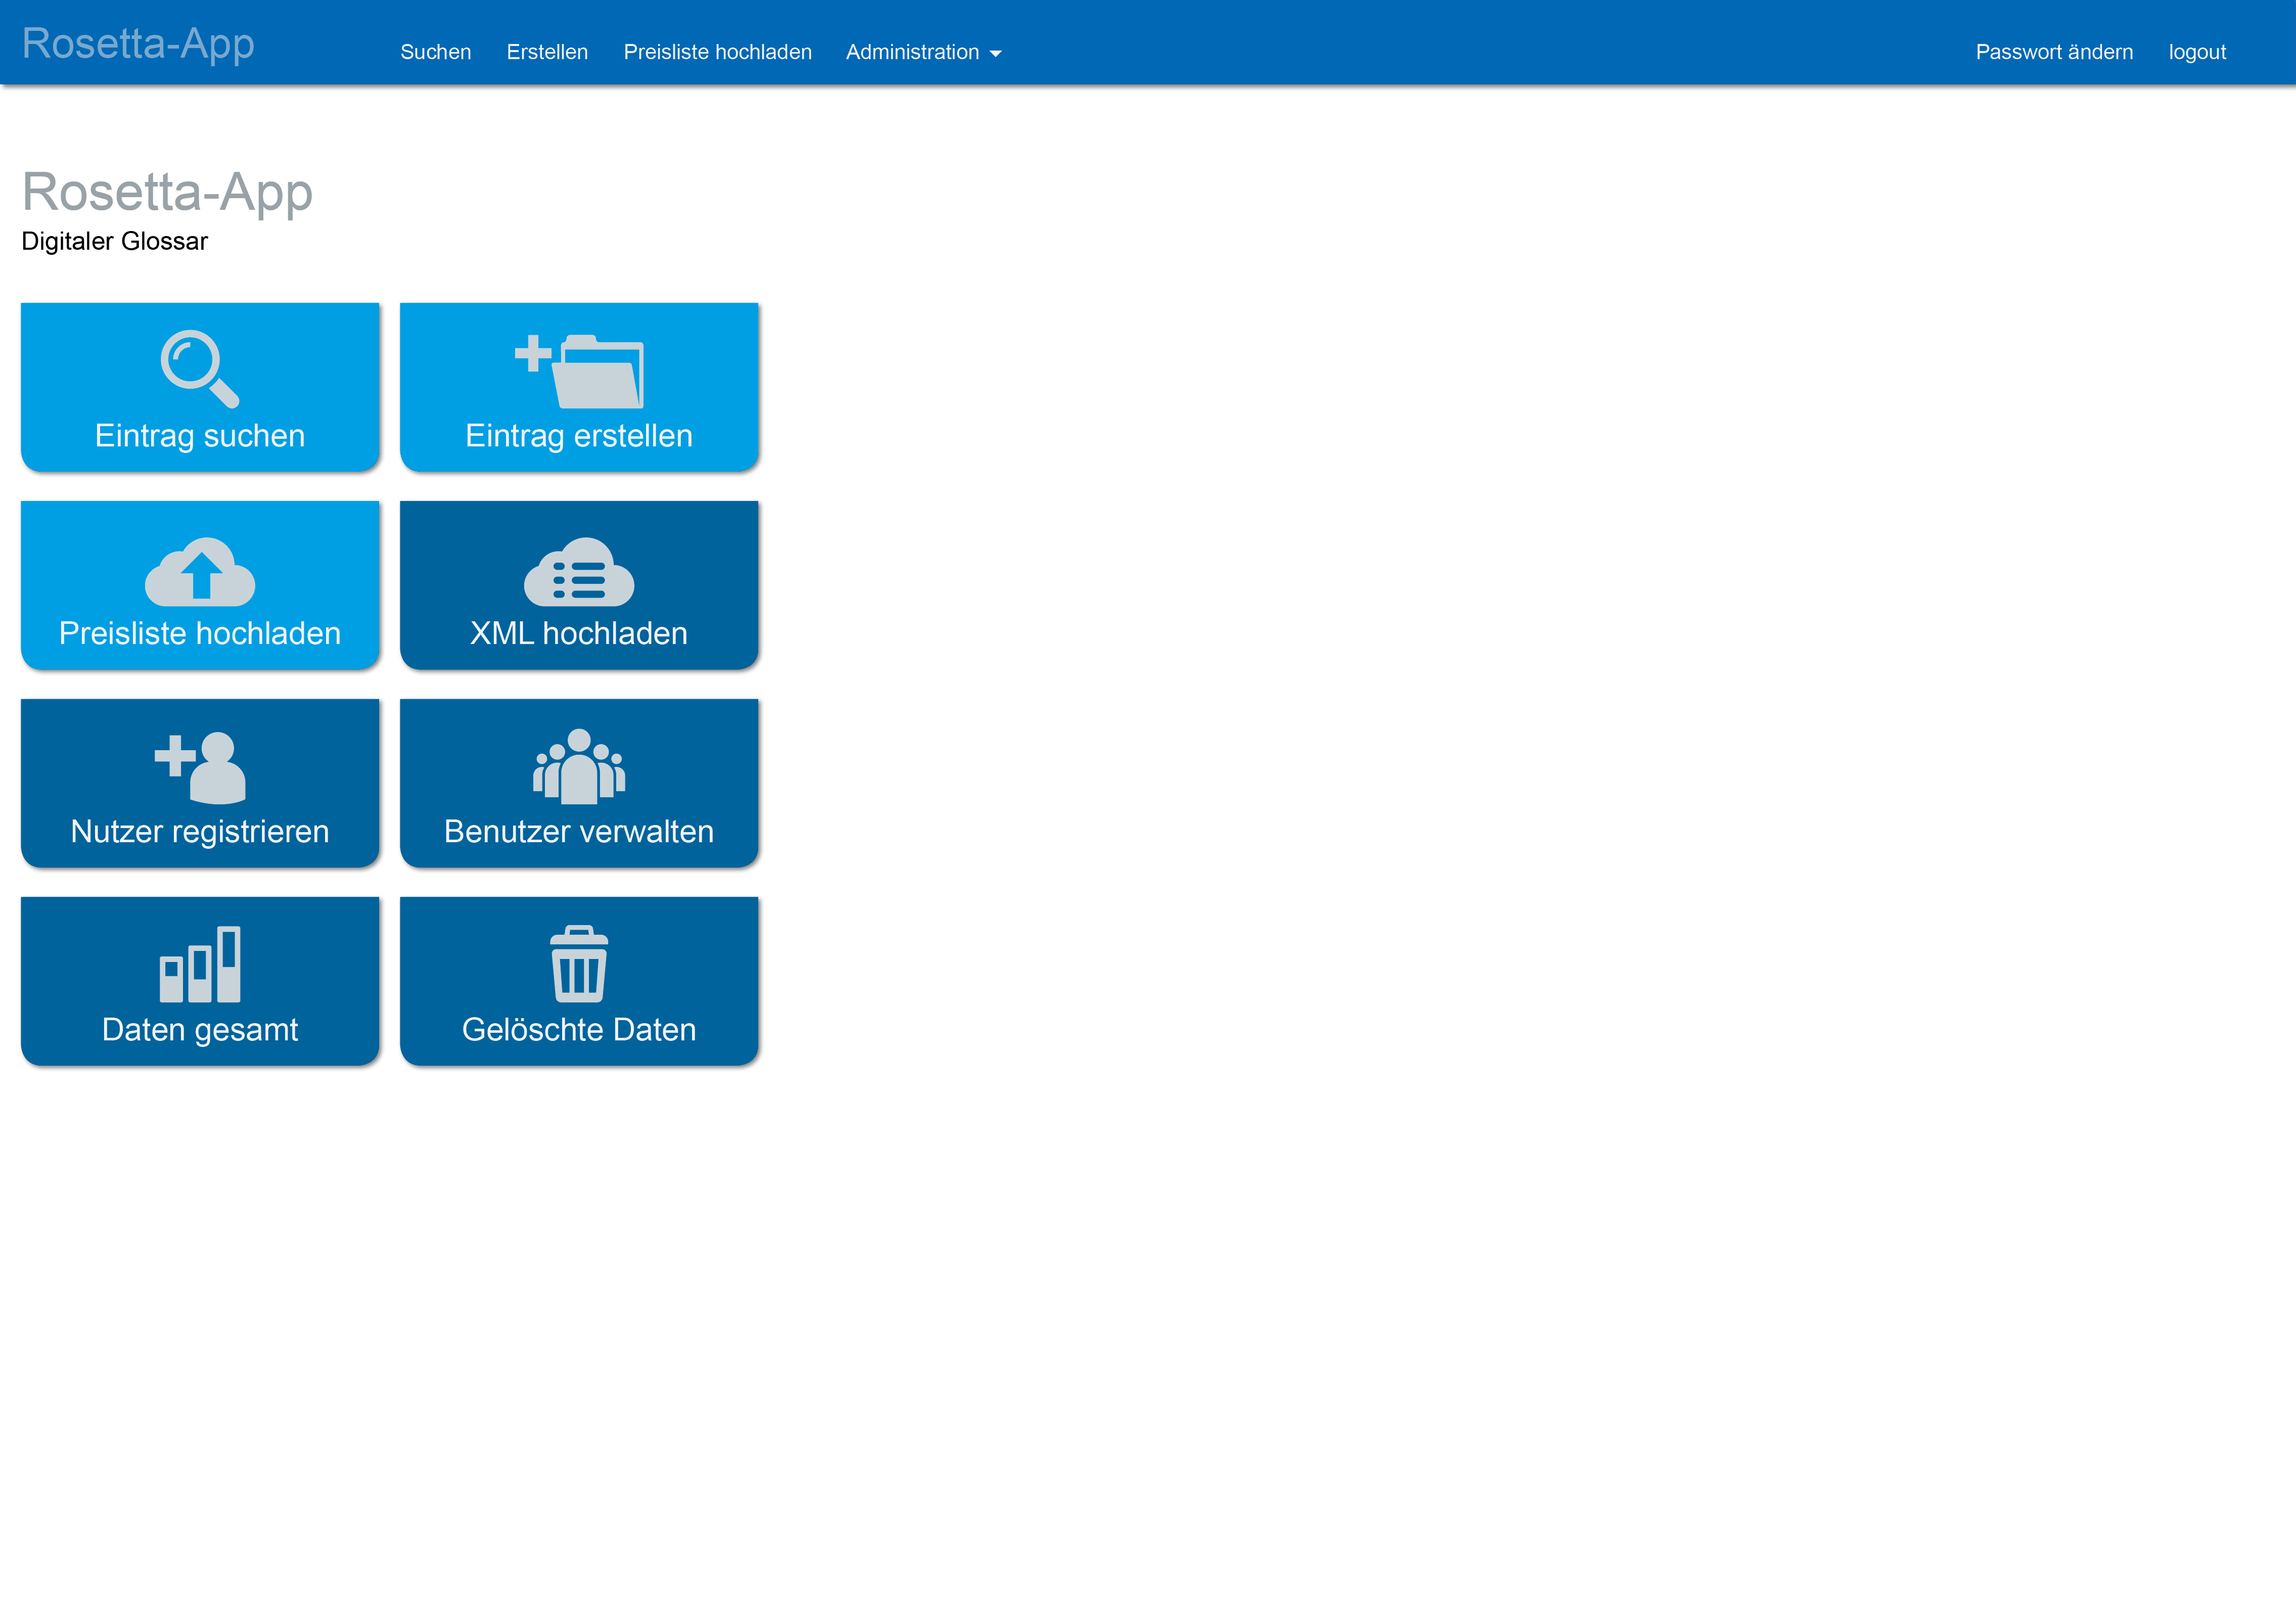 Rosetta-App
Suchen
Erstellen
Preisliste hochladen
Administration
Passwort ändern
logout
Rosetta-App
Digitaler Glossar
Eintrag suchen
Eintrag erstellen
Preisliste hochladen
XML hochladen
Nutzer registrieren
Benutzer verwalten
Daten gesamt
Gelöschte Daten